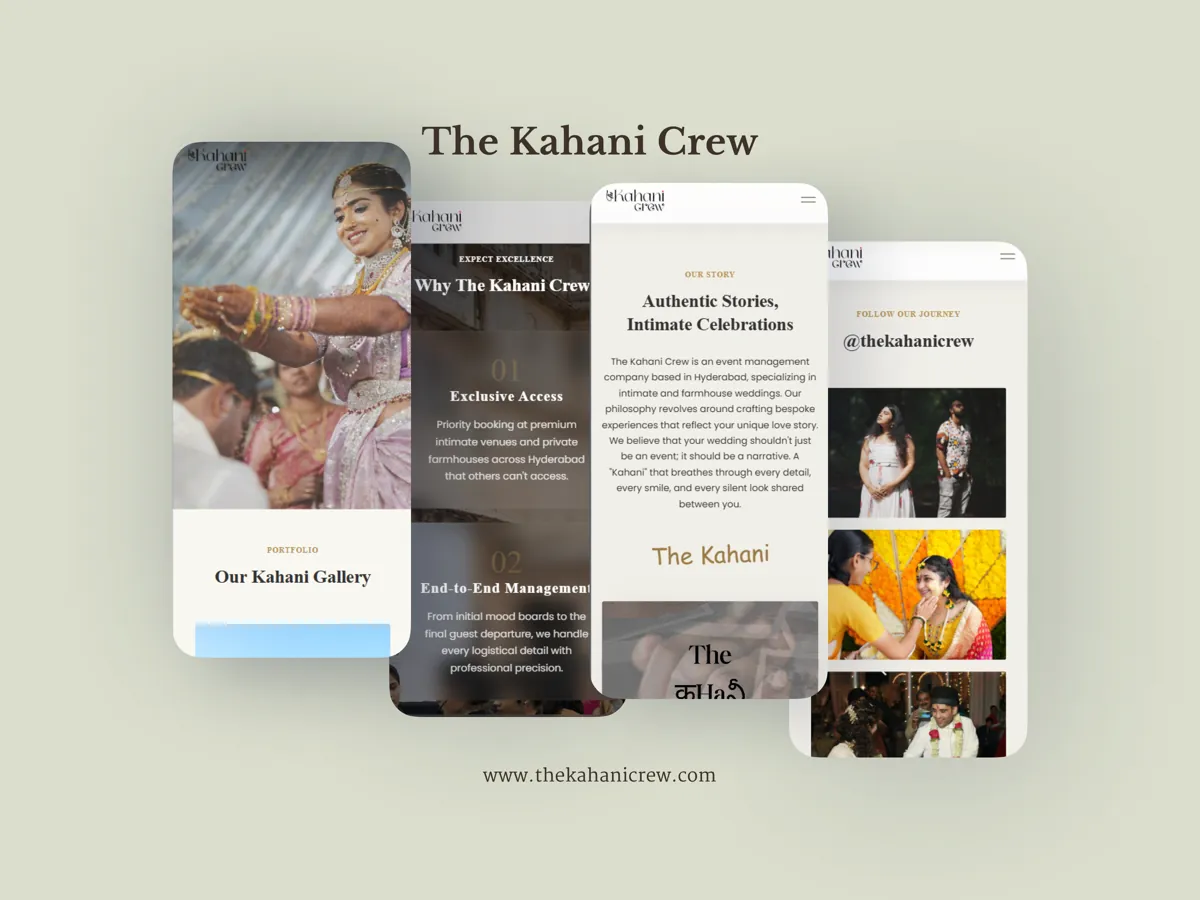 The Kahani Crew
Kahani
Crew
PORTFOLIO
Our Kahani Gallery
Kahani
Crew
EXPECT EXCELLENCE
Why The Kahani Crew
01
Exclusive Access
Priority booking at premium
intimate venues and private
farmhouses across Hyderabad
that others can't access.
02
End-to-End Management
From initial mood boards to the
final guest departure, we handle
every logistical detail with
professional precision.
Kahani
Crew
OUR STORY
Authentic Stories,
Intimate Celebrations
The Kahani Crew is an event management
company based in Hyderabad, specializing in
intimate and farmhouse weddings. Our
philosophy revolves around crafting bespoke
experiences that reflect your unique love story.
We believe that your wedding shouldn't just
be an event; it should be a narrative. A
"Kahani" that breathes through every detail,
every smile, and every silent look shared
between you.
The Kahani
The
hani
Crew
FOLLOW OUR JOURNEY
@thekahanicrew
www.thekahanicrew.com